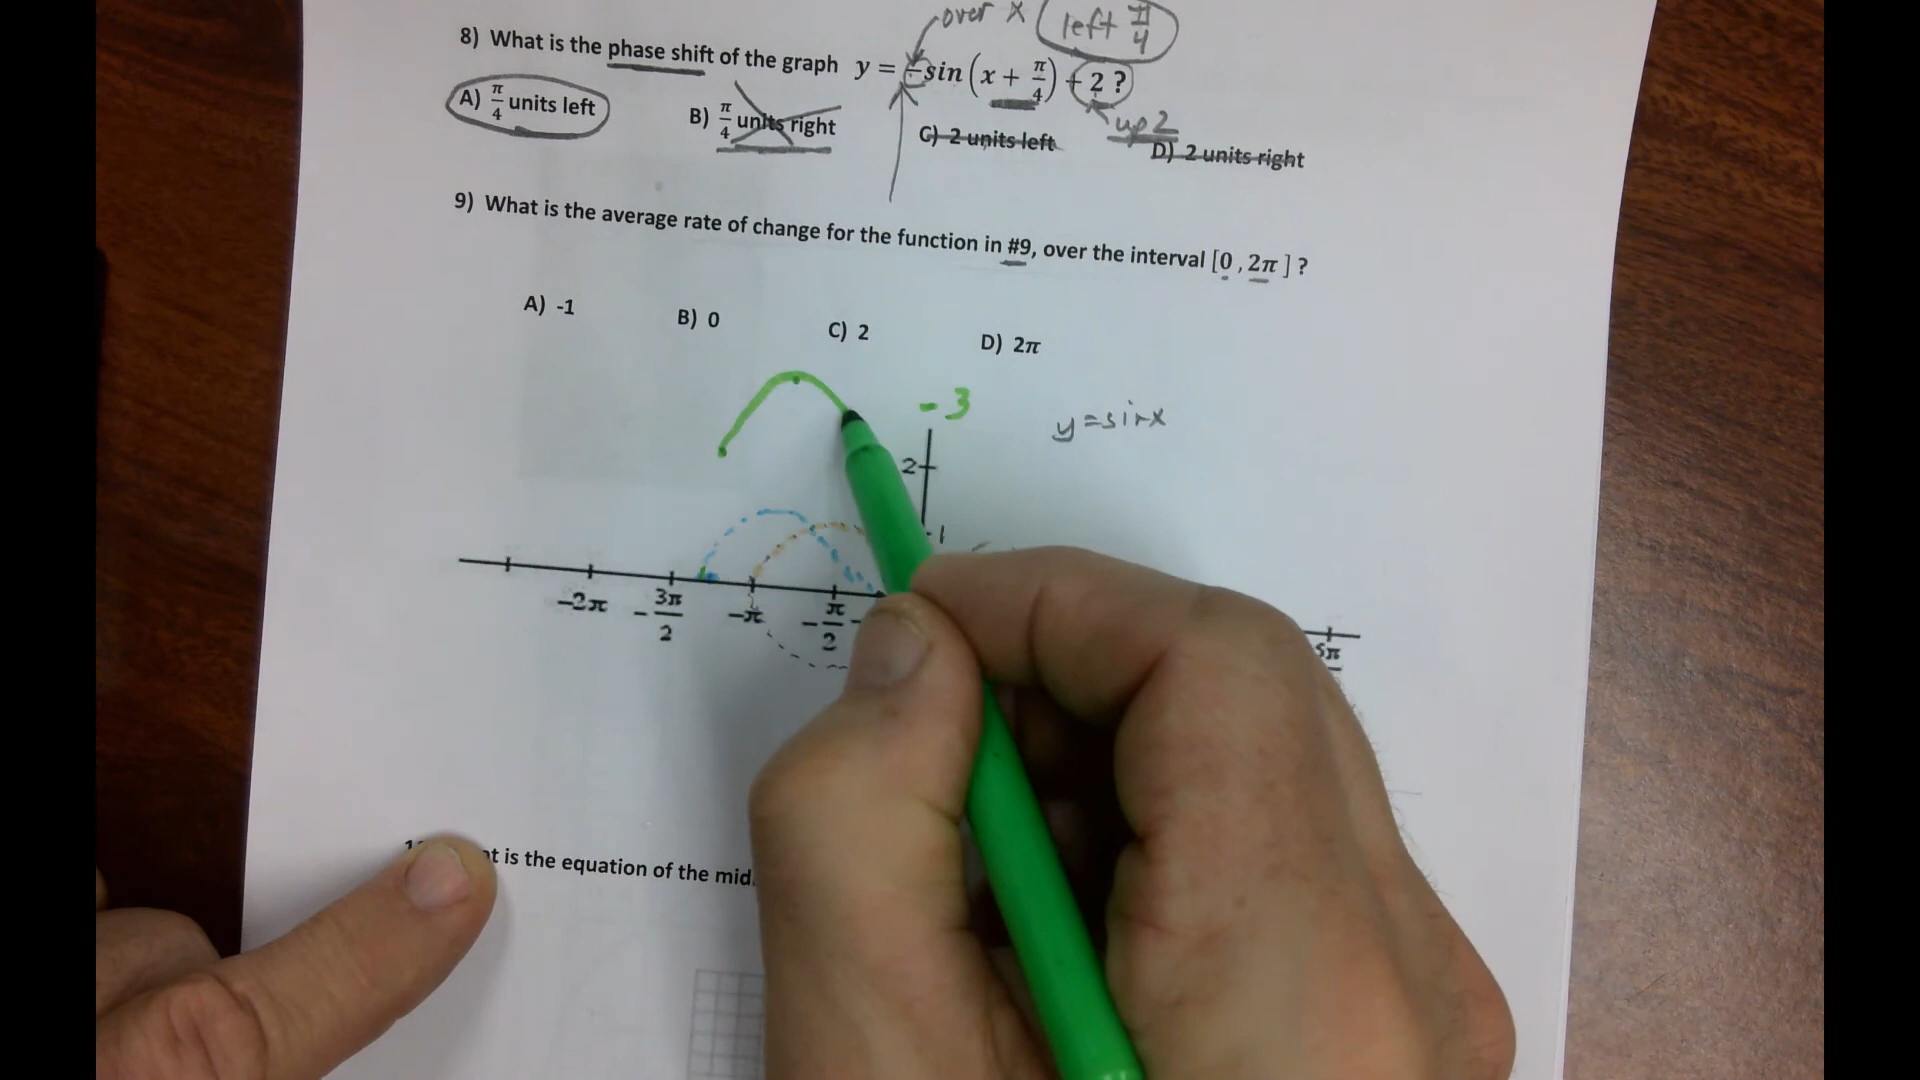 over x left π/4
8) What is the phase shift of the graph y = −sin(x + π/4) + 2 ?
A) π/4 units left B) π/4 units right C) 2 units left D) 2 units right
up 2
9) What is the average rate of change for the function in #9, over the interval [0 , 2π ] ?
A) -1 B) 0 C) 2 D) 2π
- 3
y = sin x
2
1
−2π −3π/2 −π −π/2 5π
is the equation of the